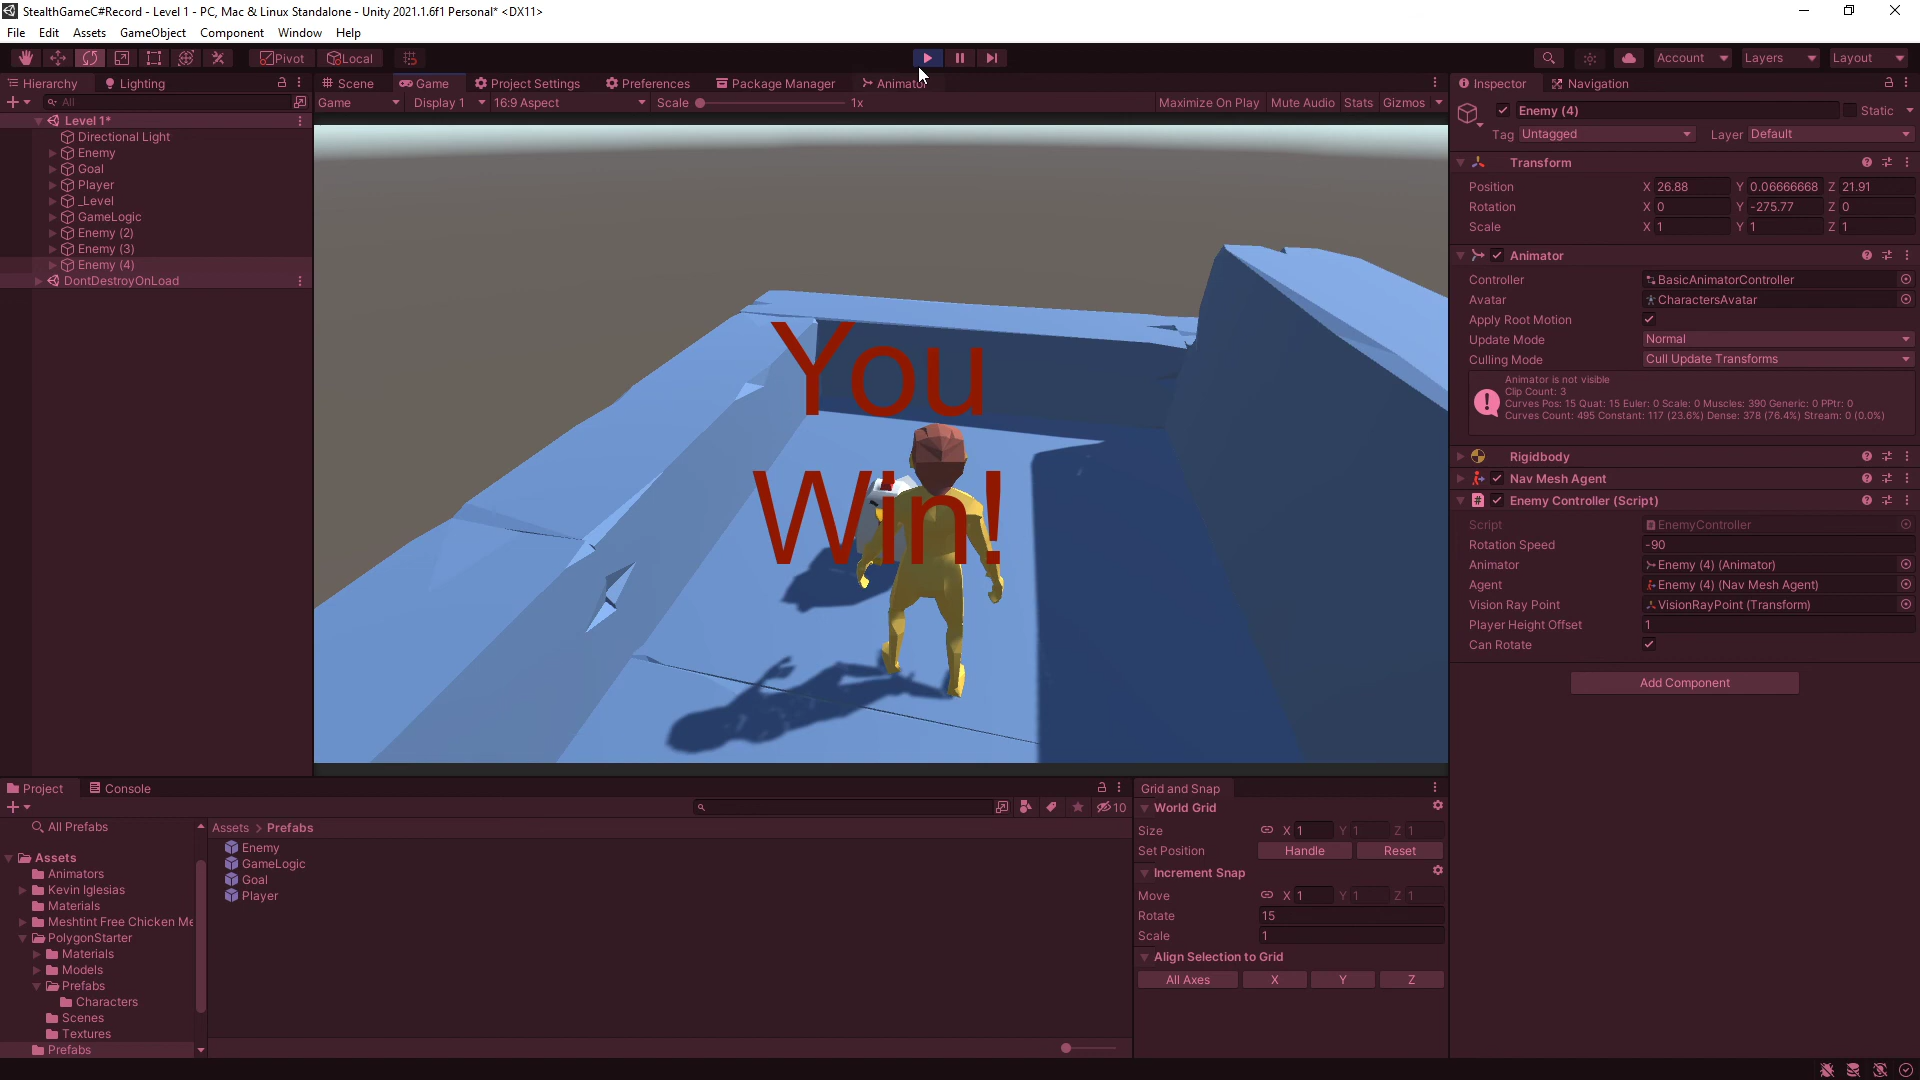 StealthGameC#Record - Level 1 - PC, Mac & Linux Standalone - Unity 2021.1.6f1 Personal* <DX11>
File Edit Assets GameObject Component Window Help
Pivot Local Account Layers Layout
Hierarchy Lighting
All
Level 1*
Directional Light
Enemy
Goal
Player
_Level
GameLogic
Enemy (2)
Enemy (3)
Enemy (4)
DontDestroyOnLoad
Scene Game Project Settings Preferences Package Manager Animator
Game Display 1 16:9 Aspect Scale 1x Maximize On Play Mute Audio Stats Gizmos
You
Win!
Inspector Navigation
Enemy (4) Static
Tag Untagged Layer Default
Transform
Position X 26.88 Y 0.06666668 Z 21.91
Rotation X 0 Y -275.77 Z 0
Scale X 1 Y 1 Z 1
Animator
Controller BasicAnimatorController
Avatar CharactersAvatar
Apply Root Motion
Update Mode Normal
Culling Mode Cull Update Transforms
Animator is not visible
Clip Count: 3
Curves Pos: 15 Quat: 15 Euler: 0 Scale: 0 Muscles: 390 Generic: 0 PPtr: 0
Curves Count: 495 Constant: 117 (23.6%) Dense: 378 (76.4%) Stream: 0 (0.0%)
Rigidbody
Nav Mesh Agent
Enemy Controller (Script)
Script EnemyController
Rotation Speed -90
Animator Enemy (4) (Animator)
Agent Enemy (4) (Nav Mesh Agent)
Vision Ray Point VisionRayPoint (Transform)
Player Height Offset 1
Can Rotate
Add Component
Project Console
10
All Prefabs
Assets
Animators
Kevin Iglesias
Materials
Meshtint Free Chicken Me
PolygonStarter
Materials
Models
Prefabs
Characters
Scenes
Textures
Prefabs
Assets > Prefabs
Enemy
GameLogic
Goal
Player
Grid and Snap
World Grid
Size X 1 Y 1 Z 1
Set Position Handle Reset
Increment Snap
Move X 1 Y 1 Z 1
Rotate 15
Scale 1
Align Selection to Grid
All Axes X Y Z